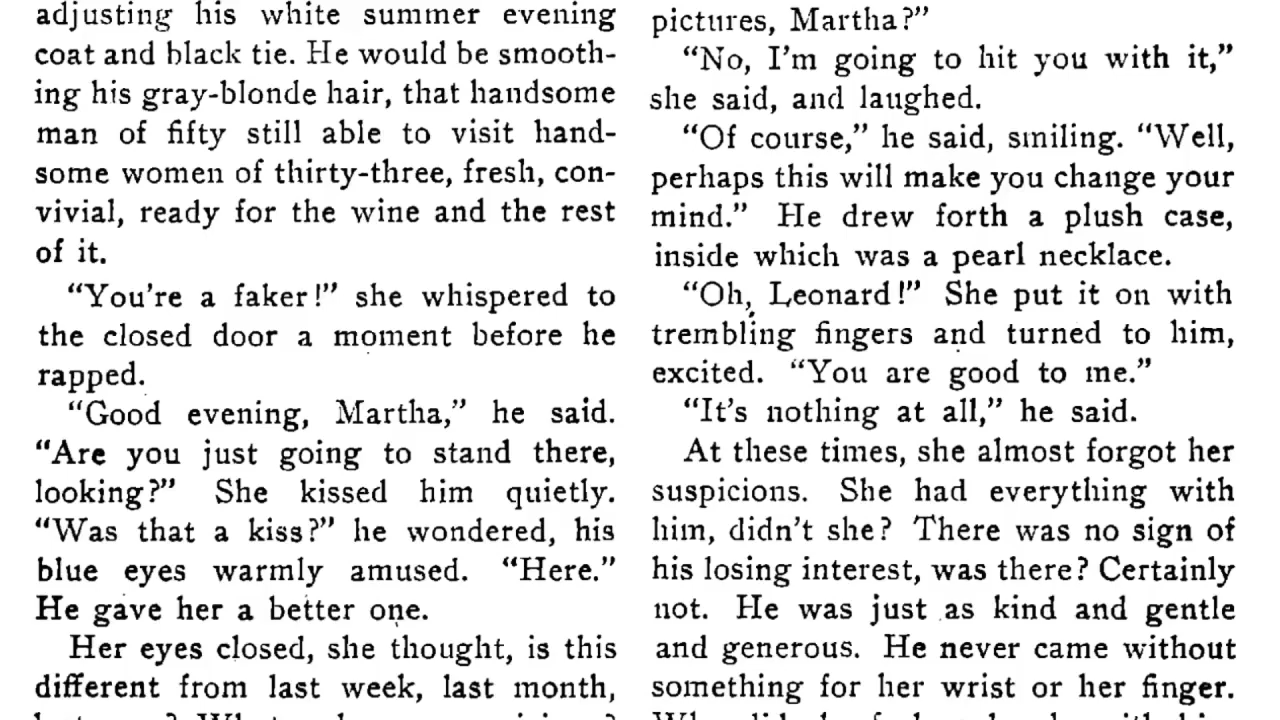 adjusting his white summer evening
coat and black tie. He would be smooth-
ing his gray-blonde hair, that handsome
man of fifty still able to visit hand-
some women of thirty-three, fresh, con-
vivial, ready for the wine and the rest
of it.
"You're a faker!" she whispered to
the closed door a moment before he
rapped.
"Good evening, Martha," he said.
"Are you just going to stand there,
looking?" She kissed him quietly.
"Was that a kiss?" he wondered, his
blue eyes warmly amused. "Here."
He gave her a better one.
Her eyes closed, she thought, is this
different from last week, last month,
pictures, Martha?"
"No, I'm going to hit you with it,"
she said, and laughed.
"Of course," he said, smiling. "Well,
perhaps this will make you change your
mind." He drew forth a plush case,
inside which was a pearl necklace.
"Oh, Leonard!" She put it on with
trembling fingers and turned to him,
excited. "You are good to me."
"It's nothing at all," he said.
At these times, she almost forgot her
suspicions. She had everything with
him, didn't she? There was no sign of
his losing interest, was there? Certainly
not. He was just as kind and gentle
and generous. He never came without
something for her wrist or her finger.